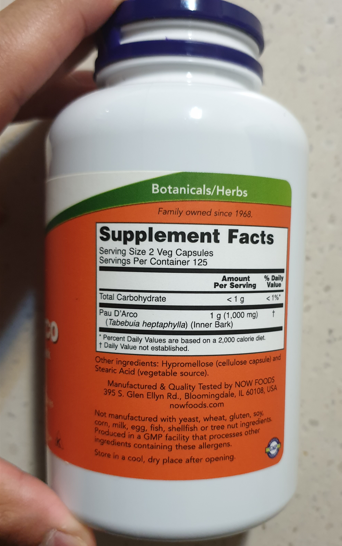 Botanicals/Herbs
Family owned since 1968.
Supplement Facts
Serving Size 2 Veg Capsules
Servings Per Container 125
Amount Per Serving % Daily Value
Total Carbohydrate < 1 g < 1%*
Pau D'Arco 1 g (1,000 mg) †
(Tabebuia heptaphylla) (Inner Bark)
* Percent Daily Values are based on a 2,000 calorie diet.
† Daily Value not established.
Other ingredients: Hypromellose (cellulose capsule) and
Stearic Acid (vegetable source).
Manufactured & Quality Tested by NOW FOODS
395 S. Glen Ellyn Rd., Bloomingdale, IL 60108, USA
nowfoods.com
Not manufactured with yeast, wheat, gluten, soy,
corn, milk, egg, fish, shellfish or tree nut ingredients.
Produced in a GMP facility that processes other
ingredients containing these allergens.
Store in a cool, dry place after opening.